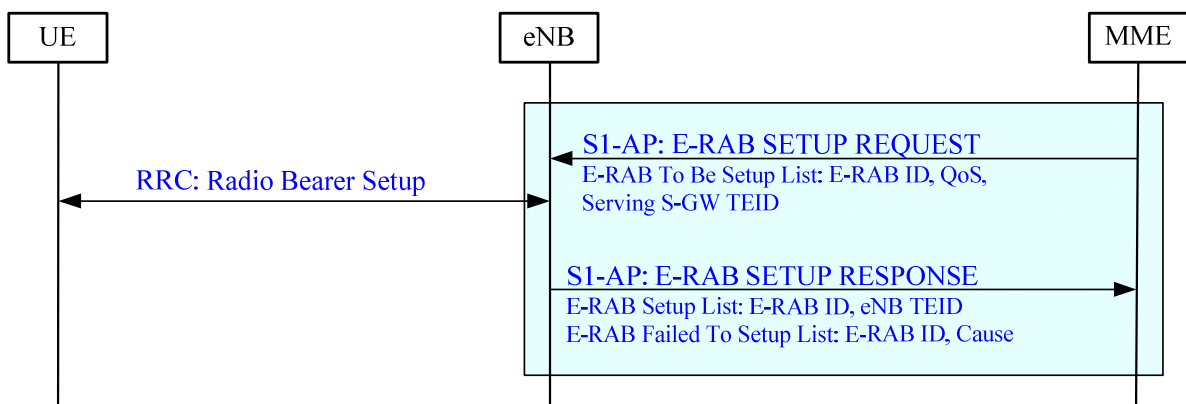 UE
eNB
MME
S1-AP: E-RAB SETUP REQUEST
E-RAB To Be Setup List: E-RAB ID, QoS,
Serving S-GW TEID
RRC: Radio Bearer Setup
S1-AP: E-RAB SETUP RESPONSE
E-RAB Setup List: E-RAB ID, eNB TEID
E-RAB Failed To Setup List: E-RAB ID, Cause